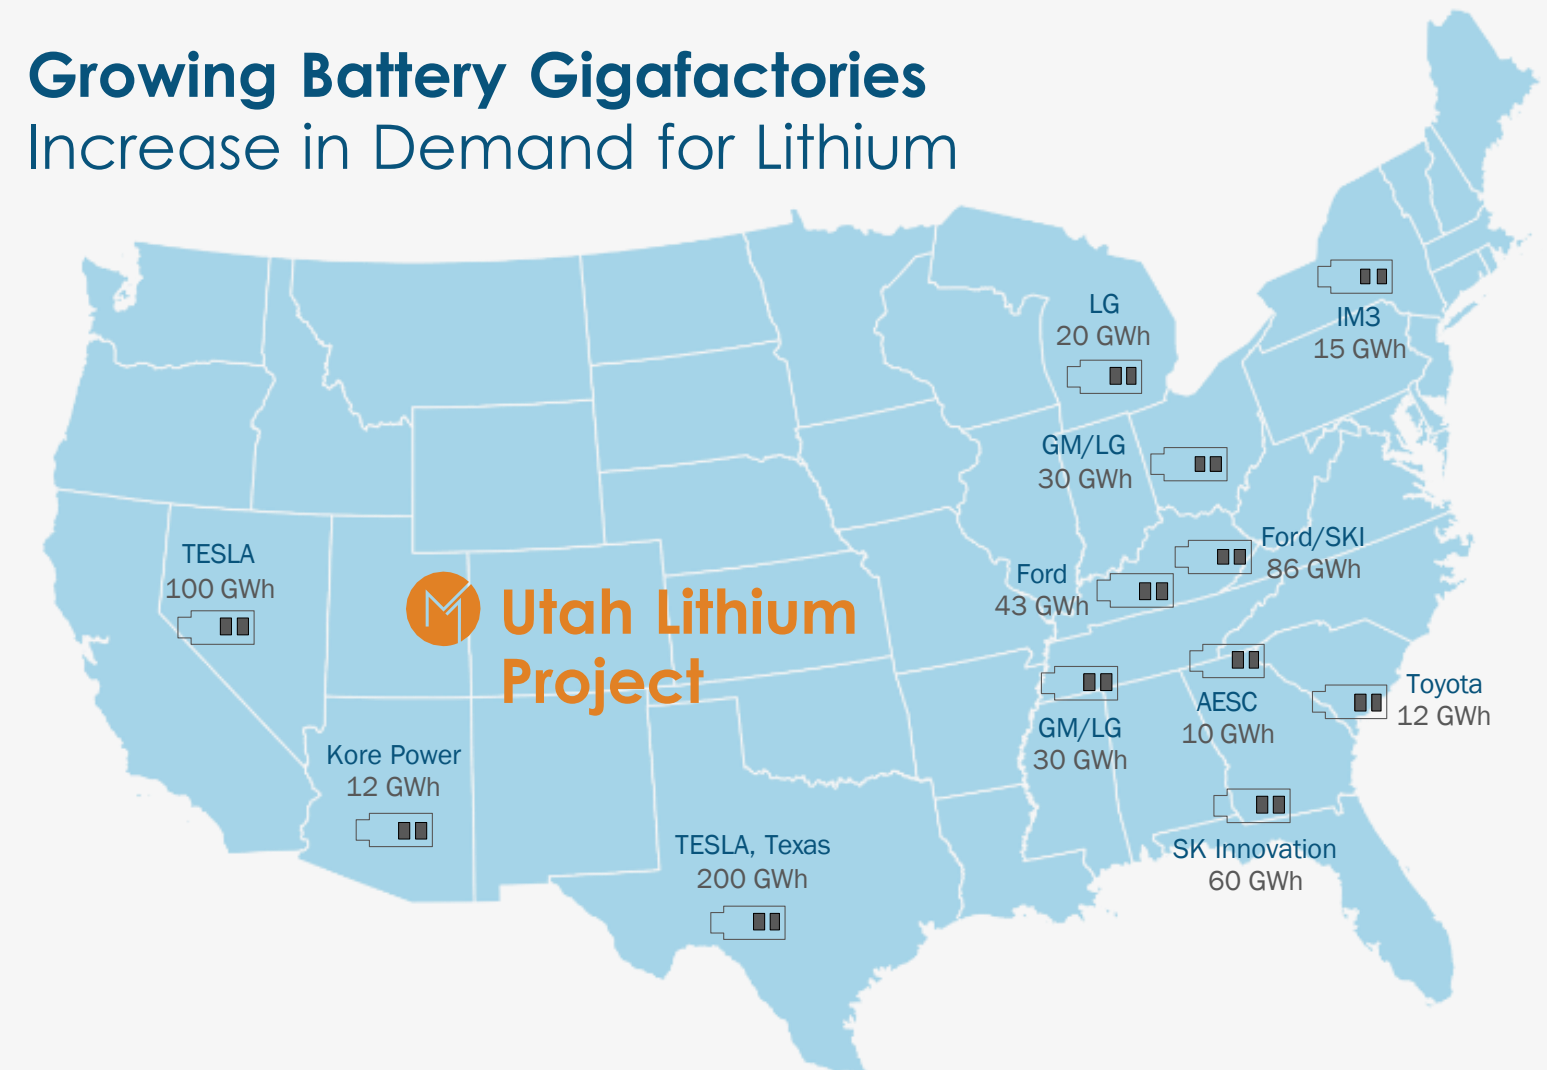 Growing Battery Gigafactories
Increase in Demand for Lithium
LG
20 GWh
IM3
15 GWh
GM/LG
30 GWh
TESLA
100 GWh
Utah Lithium
Project
Ford/SKI
86 GWh
Ford
43 GWh
Toyota
12 GWh
AESC
10 GWh
GM/LG
30 GWh
Kore Power
12 GWh
TESLA, Texas
200 GWh
SK Innovation
60 GWh